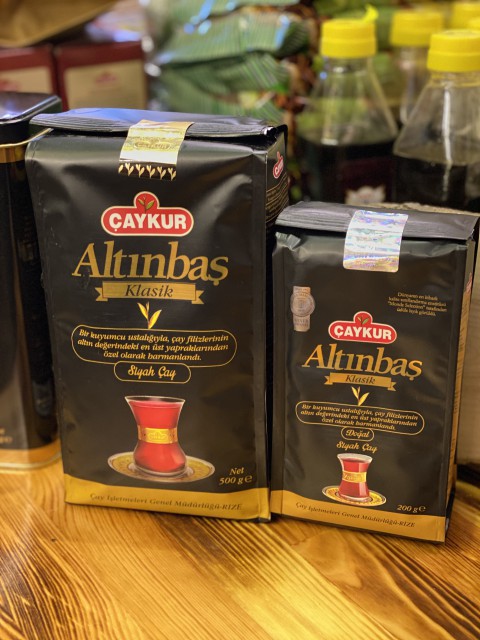 ÇAYKUR
Altınbaş
Klasik
Bir kuyumcu ustalığıyla, çay filizlerinin
altın değerindeki en üst yapraklarından
özel olarak harmanlandı.
Siyah Çay
Net
500 g
Çay İşletmeleri Genel Müdürlüğü-RİZE
ÇAYKUR
Altınbaş
Klasik
Bir kuyumcu ustalığıyla, çay filizlerinin
altın değerindeki en üst yapraklarından
özel olarak harmanlandı.
Doğal
Siyah Çay
200 g
Çay İşletmeleri Genel Müdürlüğü-RİZE